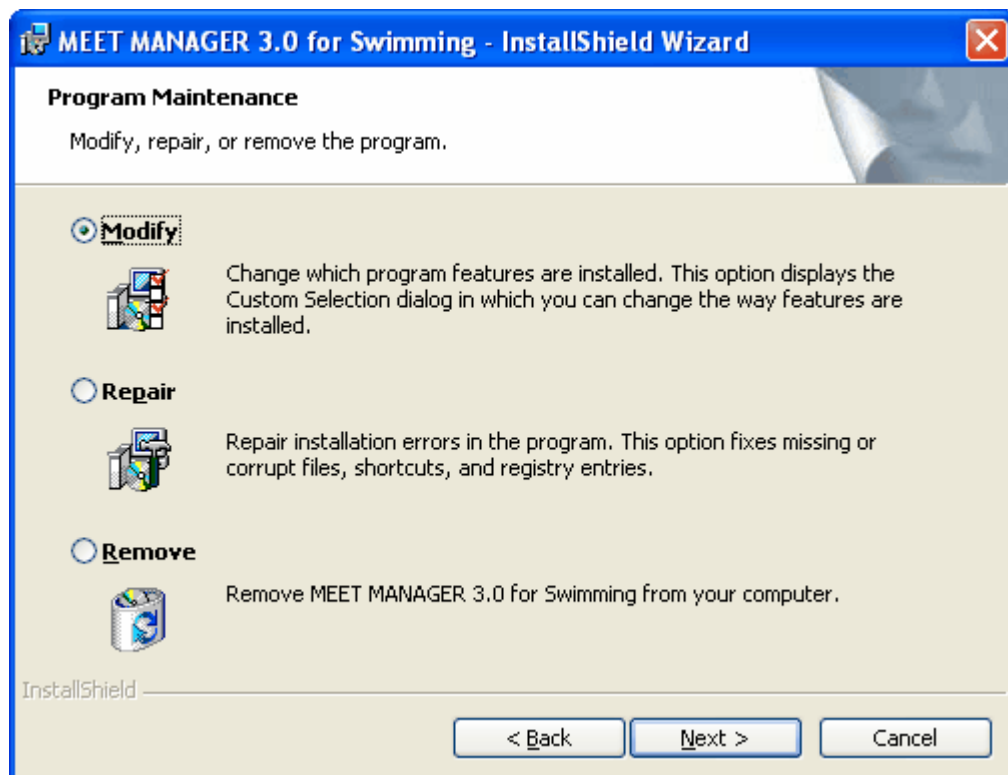 MEET MANAGER 3.0 for Swimming - InstallShield Wizard
Program Maintenance
Modify, repair, or remove the program.
Modify
Change which program features are installed. This option displays the
Custom Selection dialog in which you can change the way features are
installed.
Repair
Repair installation errors in the program. This option fixes missing or
corrupt files, shortcuts, and registry entries.
Remove
Remove MEET MANAGER 3.0 for Swimming from your computer.
InstallShield
< Back
Next >
Cancel